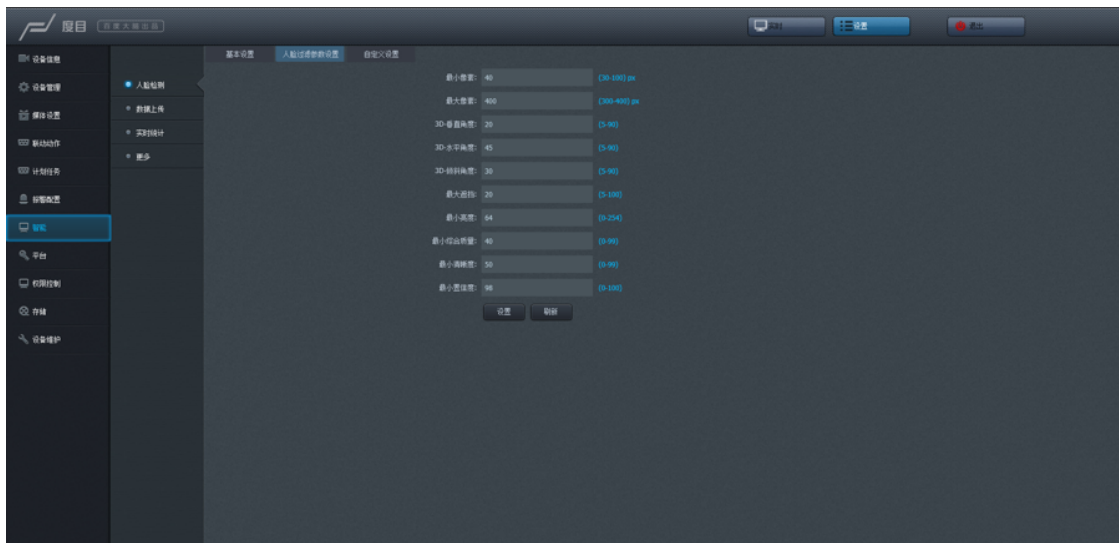 度目 百度大脑出品
实时
设置
退出
设备信息
设备管理
媒体设置
联动动作
计划任务
报警配置
智能
平台
权限控制
存储
设备维护
人脸检测
数据上传
实时统计
更多
基本设置 人脸过滤参数设置 自定义设置
最小像素: 40 (30-100) px
最大像素: 400 (300-400) px
3D-垂直角度: 20 (5-90)
3D-水平角度: 45 (5-90)
3D-倾斜角度: 30 (5-90)
最大遮挡: 20 (5-100)
最小亮度: 64 (0-254)
最小综合质量: 40 (0-99)
最小清晰度: 50 (0-99)
最小置信度: 98 (0-100)
设置 刷新